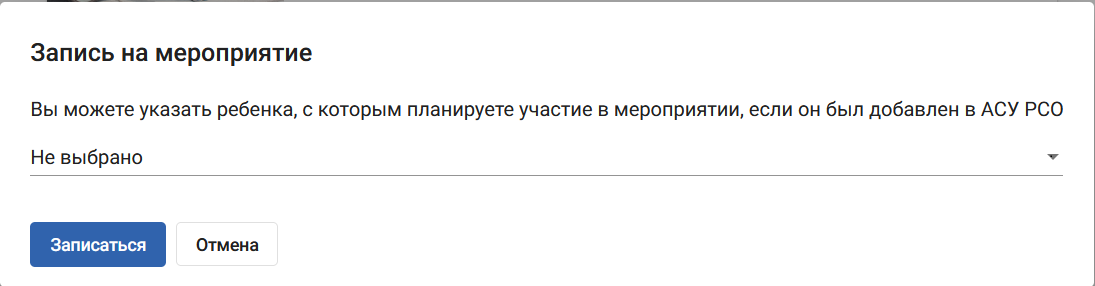 Запись на мероприятие
Вы можете указать ребенка, с которым планируете участие в мероприятии, если он был добавлен в АСУ РСО
Не выбрано
Записаться
Отмена